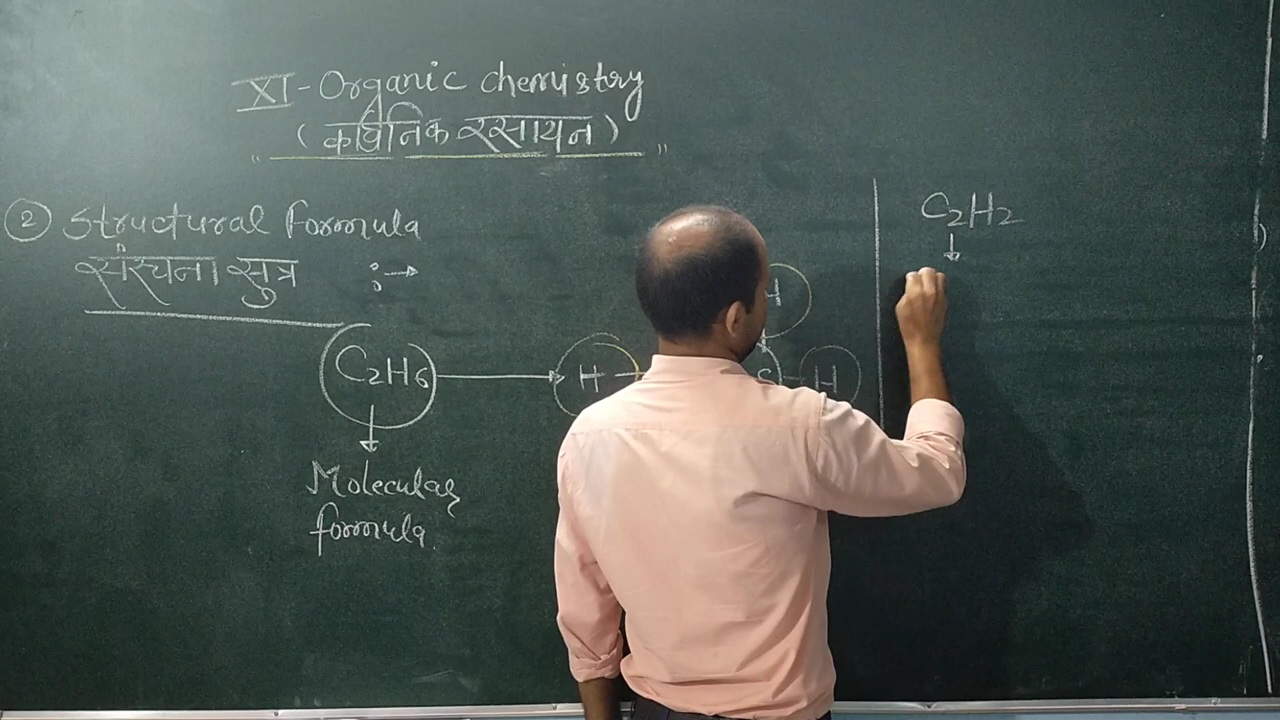 XI-Organic chemistry
(कार्बनिक रसायन)
" "
② Structural formula
संरचना सुत्र :→
C2H6 → H - C - H
H
↓
Molecular
formula.
C2H2
↓